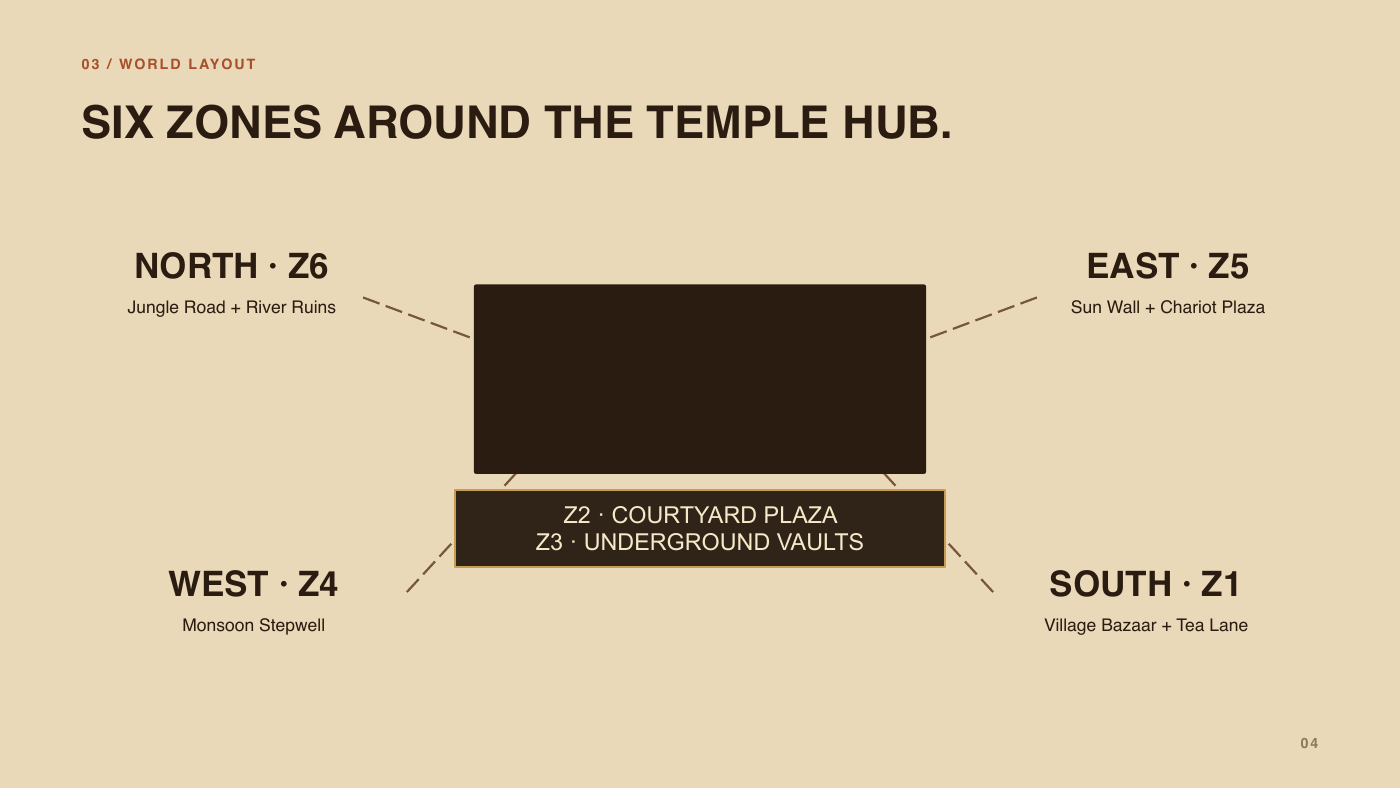 03 / WORLD LAYOUT
SIX ZONES AROUND THE TEMPLE HUB.
NORTH · Z6
Jungle Road + River Ruins
EAST · Z5
Sun Wall + Chariot Plaza
Z2 · COURTYARD PLAZA
Z3 · UNDERGROUND VAULTS
WEST · Z4
Monsoon Stepwell
SOUTH · Z1
Village Bazaar + Tea Lane
04